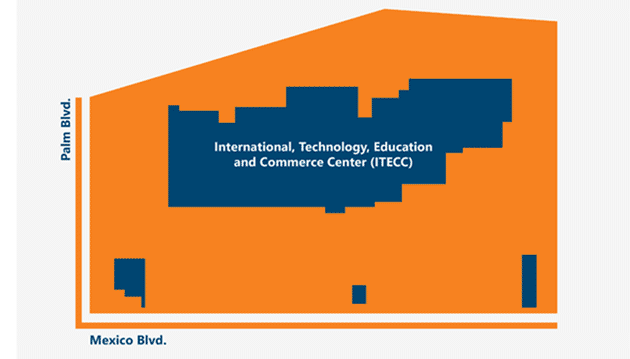 Palm Blvd.
International, Technology, Education
and Commerce Center (ITECC)
Mexico Blvd.